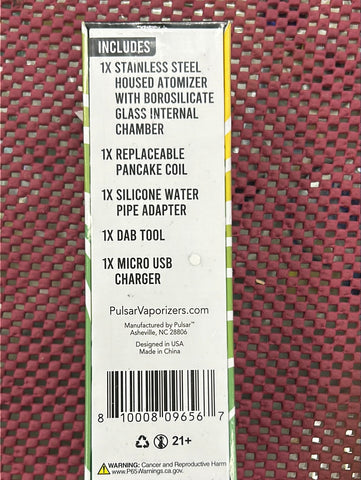 INCLUDES
1X STAINLESS STEEL
HOUSED ATOMIZER
WITH BOROSILICATE
GLASS INTERNAL
CHAMBER
1X REPLACEABLE
PANCAKE COIL
1X SILICONE WATER
PIPE ADAPTER
1X DAB TOOL
1X MICRO USB
CHARGER
PulsarVaporizers.com
Manufactured by Pulsar™
Asheville, NC 28806
Designed in USA
Made in China
8 10008 09656 7
21+
WARNING: Cancer and Reproductive Harm
www.P65Warnings.ca.gov.